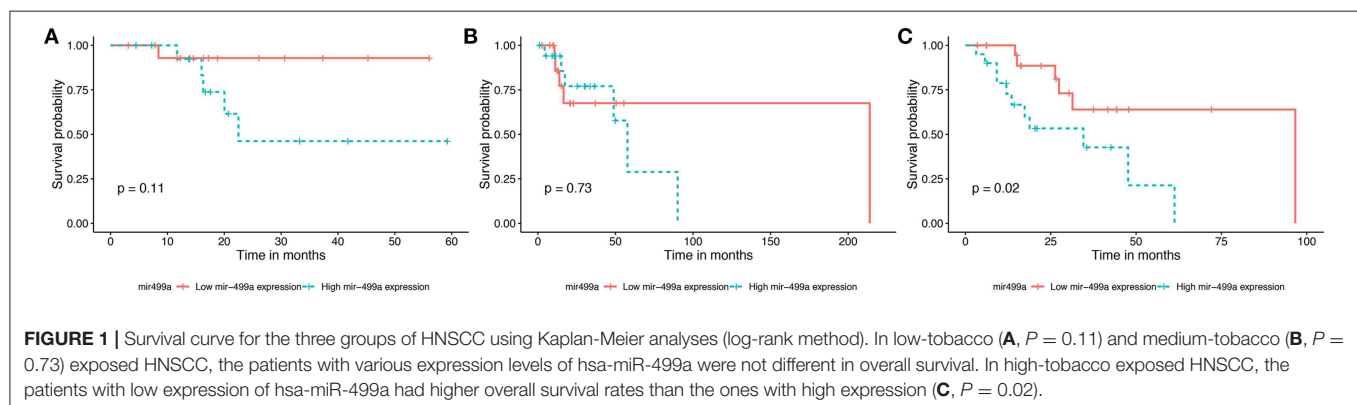 A
B
C
1.00
0.75
0.50
0.25
0.00
Survival probability
p = 0.11
0 10 20 30 40 50 60
Time in months
mir499a Low mir-499a expression High mir-499a expression
1.00
0.75
0.50
0.25
0.00
Survival probability
p = 0.73
0 50 100 150 200
Time in months
mir499a Low mir-499a expression High mir-499a expression
1.00
0.75
0.50
0.25
0.00
Survival probability
p = 0.02
0 25 50 75 100
Time in months
mir499a Low mir-499a expression High mir-499a expression
FIGURE 1 | Survival curve for the three groups of HNSCC using Kaplan-Meier analyses (log-rank method). In low-tobacco (A, P = 0.11) and medium-tobacco (B, P =
0.73) exposed HNSCC, the patients with various expression levels of hsa-miR-499a were not different in overall survival. In high-tobacco exposed HNSCC, the
patients with low expression of hsa-miR-499a had higher overall survival rates than the ones with high expression (C, P = 0.02).